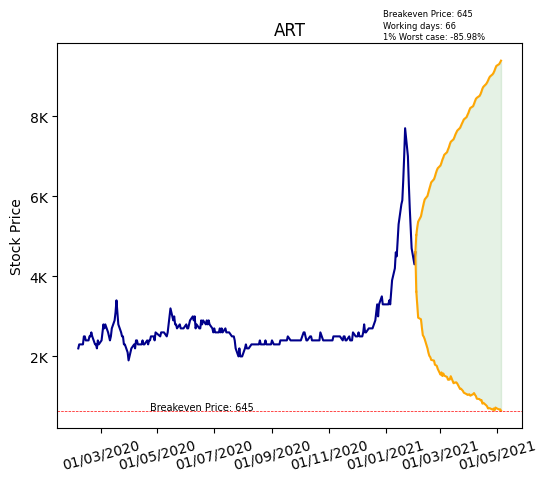 Breakeven Price: 645
Working days: 66
1% Worst case: -85.98%
ART
Stock Price
8K
6K
4K
2K
Breakeven Price: 645
01/03/2020 01/05/2020 01/07/2020 01/09/2020 01/11/2020 01/01/2021 01/03/2021 01/05/2021